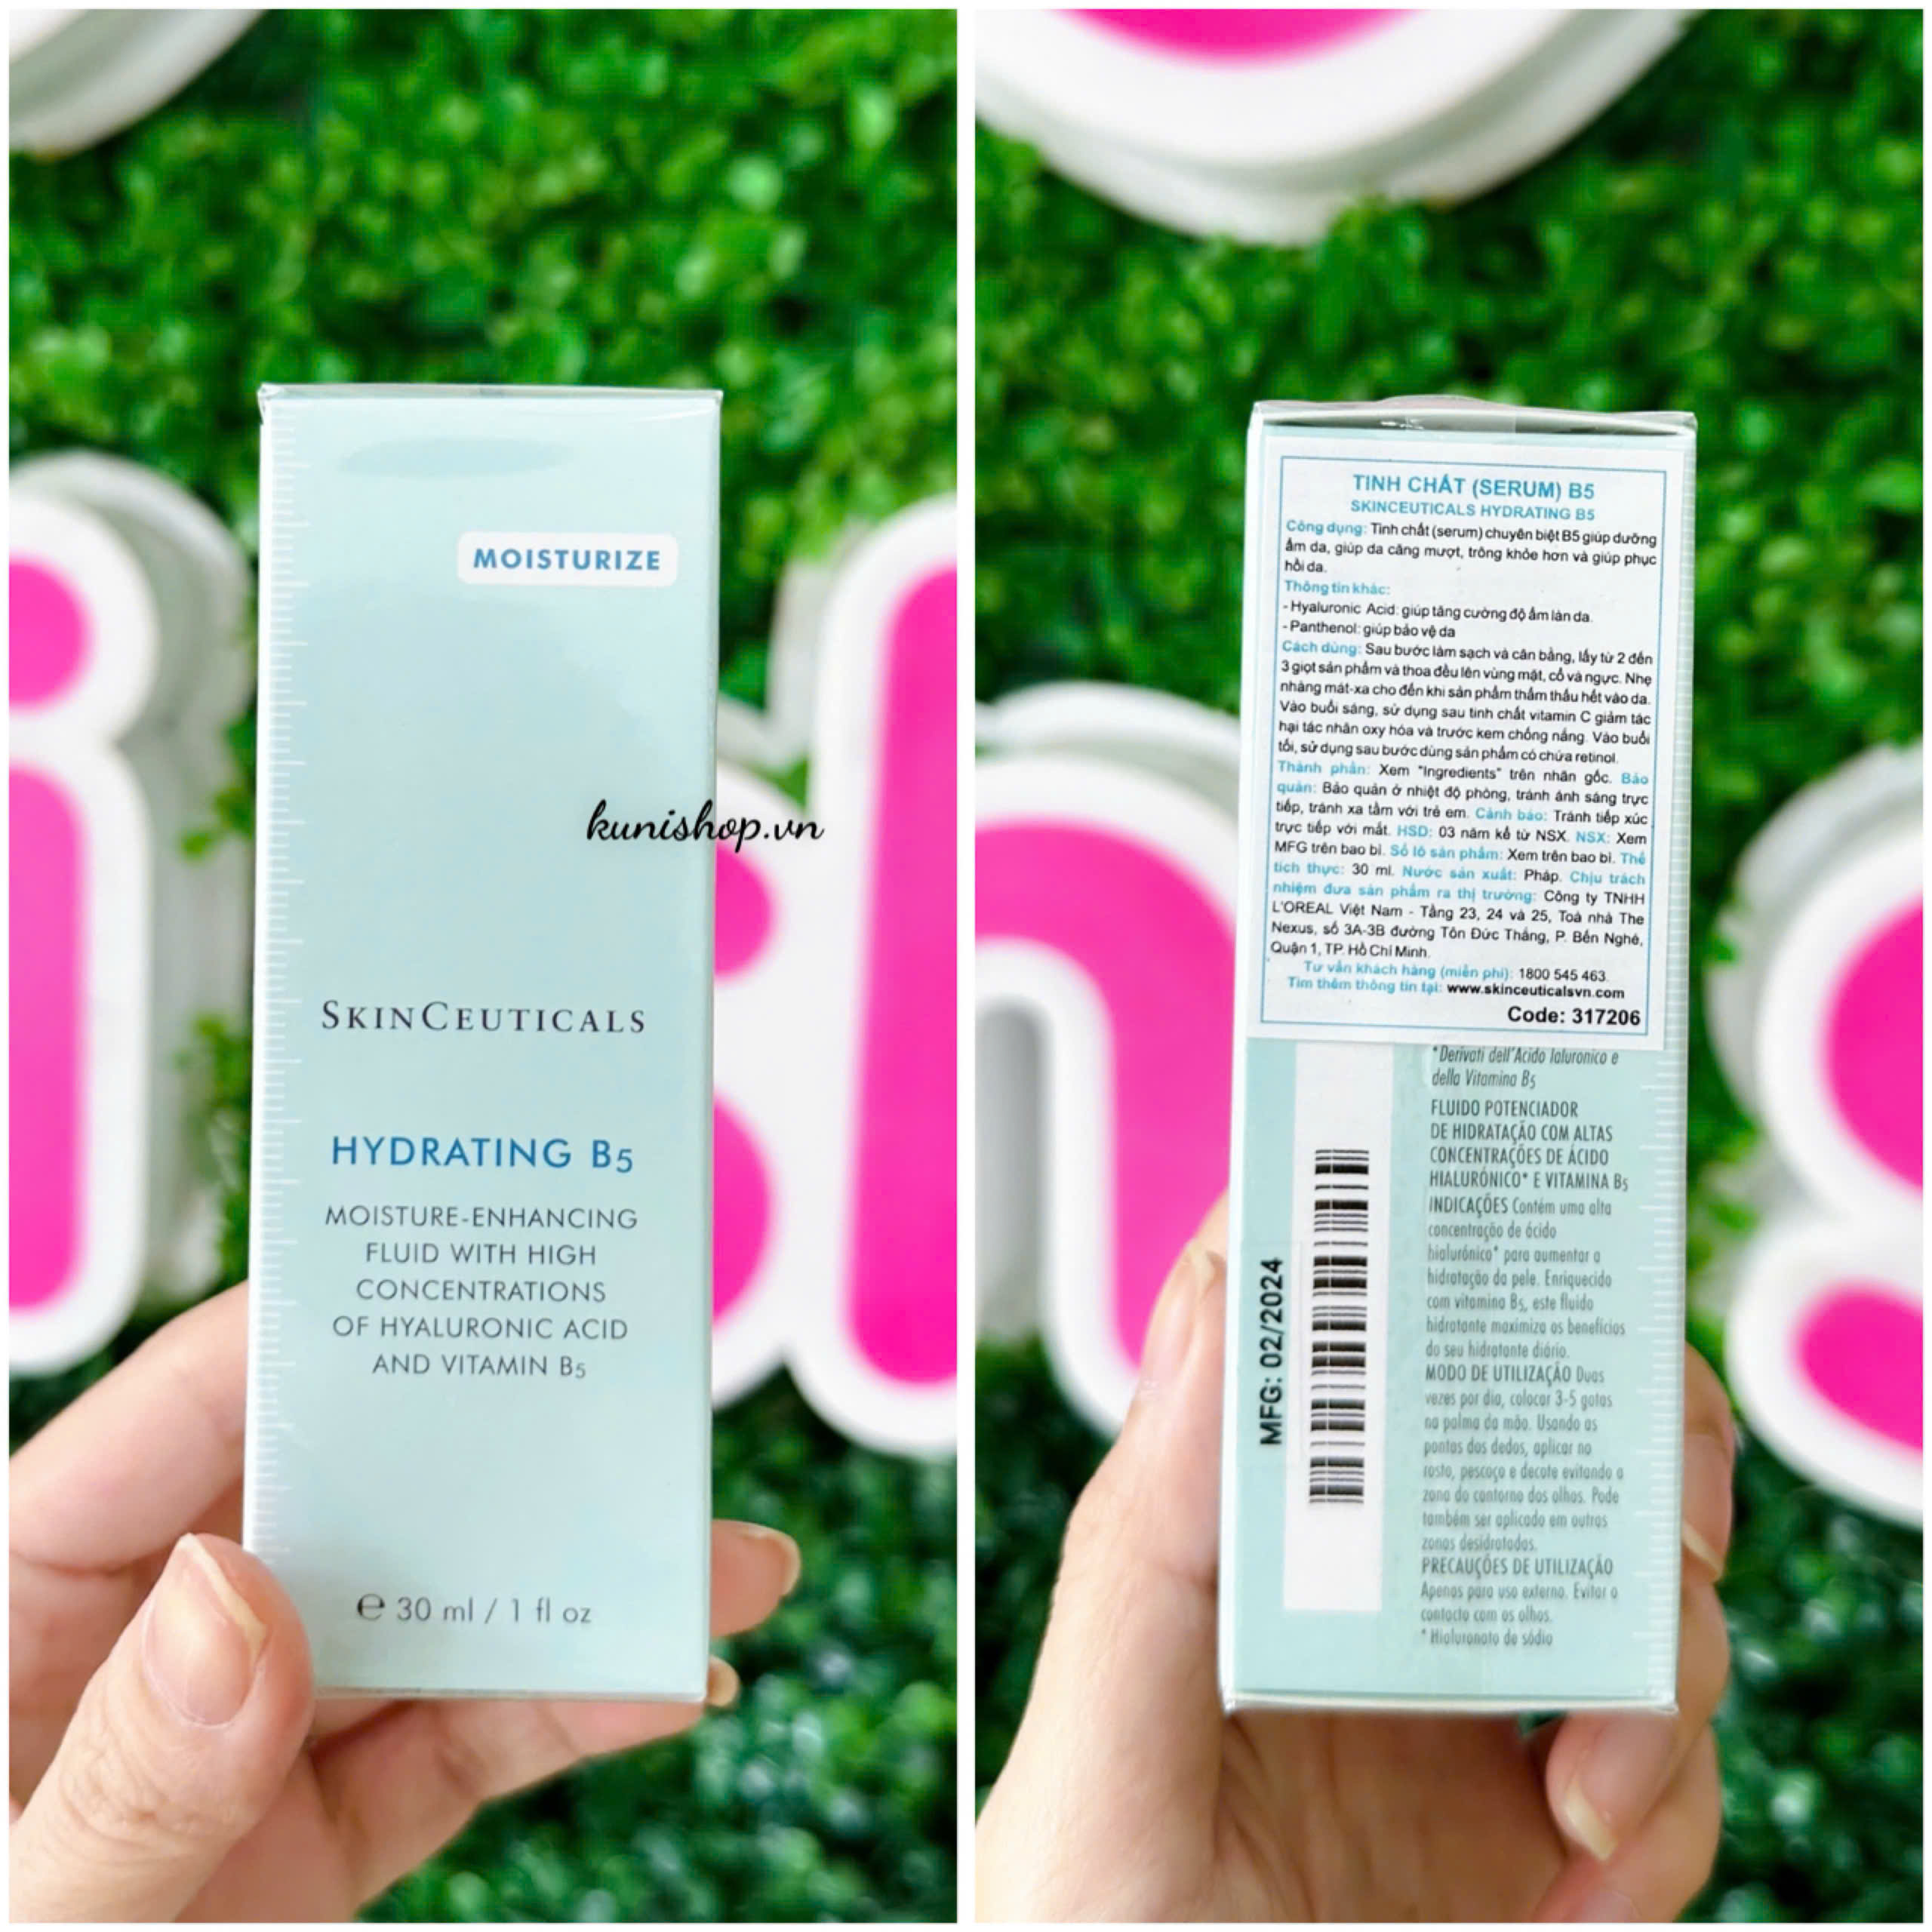 MOISTURIZE
kunishop.vn
SKINCEUTICALS
HYDRATING B5
MOISTURE-ENHANCING
FLUID WITH HIGH
CONCENTRATIONS
OF HYALURONIC ACID
AND VITAMIN B5
e 30 ml / 1 fl oz
TINH CHẤT (SERUM) B5
SKINCEUTICALS HYDRATING B5
Công dụng: Tinh chất (serum) chuyên biệt B5 giúp dưỡng
ẩm da, giúp da căng mượt, trông khỏe hơn và giúp phục
hồi da.
Thông tin khác:
- Hyaluronic Acid: giúp tăng cường độ ẩm làn da.
- Panthenol: giúp bảo vệ da
Cách dùng: Sau bước làm sạch và cân bằng, lấy từ 2 đến
3 giọt sản phẩm và thoa đều lên vùng mặt, cổ và ngực. Nhẹ
nhàng mát-xa cho đến khi sản phẩm thẩm thấu hết vào da.
Vào buổi sáng, sử dụng sau tinh chất vitamin C giảm tác
hại tác nhân oxy hóa và trước kem chống nắng. Vào buổi
tối, sử dụng sau bước dùng sản phẩm có chứa retinol.
Thành phần: Xem "Ingredients" trên nhãn gốc. Bảo
quản: Bảo quản ở nhiệt độ phòng, tránh ánh sáng trực
tiếp, tránh xa tầm với trẻ em. Cảnh báo: Tránh tiếp xúc
trực tiếp với mắt. HSD: 03 năm kể từ NSX. NSX: Xem
MFG trên bao bì. Số lô sản phẩm: Xem trên bao bì. Thể
tích thực: 30 ml. Nước sản xuất: Pháp. Chịu trách
nhiệm đưa sản phẩm ra thị trường: Công ty TNHH
L'OREAL Việt Nam - Tầng 23, 24 và 25, Toà nhà The
Nexus, số 3A-3B đường Tôn Đức Thắng, P. Bến Nghé,
Quận 1, TP. Hồ Chí Minh.
Tư vấn khách hàng (miễn phí): 1800 545 463
Tìm thêm thông tin tại: www.skinceuticalsvn.com
Code: 317206
*Derivati dell'Acido Ialuronico e
della Vitamina B5
FLUIDO POTENCIADOR
DE HIDRATAÇÃO COM ALTAS
CONCENTRAÇÕES DE ÁCIDO
HIALURÓNICO* E VITAMINA B5
INDICAÇÕES Contém uma alta
concentração de ácido
hialurónico* para aumentar a
hidratação da pele. Enriquecido
com vitamina B5, este fluido
hidratante maximiza os benefícios
do seu hidratante diário.
MODO DE UTILIZAÇÃO Duas
vezes por dia, colocar 3-5 gotas
na palma da mão. Usando as
pontas dos dedos, aplicar no
rosto, pescoço e decote evitando a
zona do contorno dos olhos. Pode
também ser aplicado em outras
zonas desidratadas.
PRECAUÇÕES DE UTILIZAÇÃO
Apenas para uso externo. Evitar o
contacto com os olhos.
* Hialuronato de sódio
MFG: 02/2024